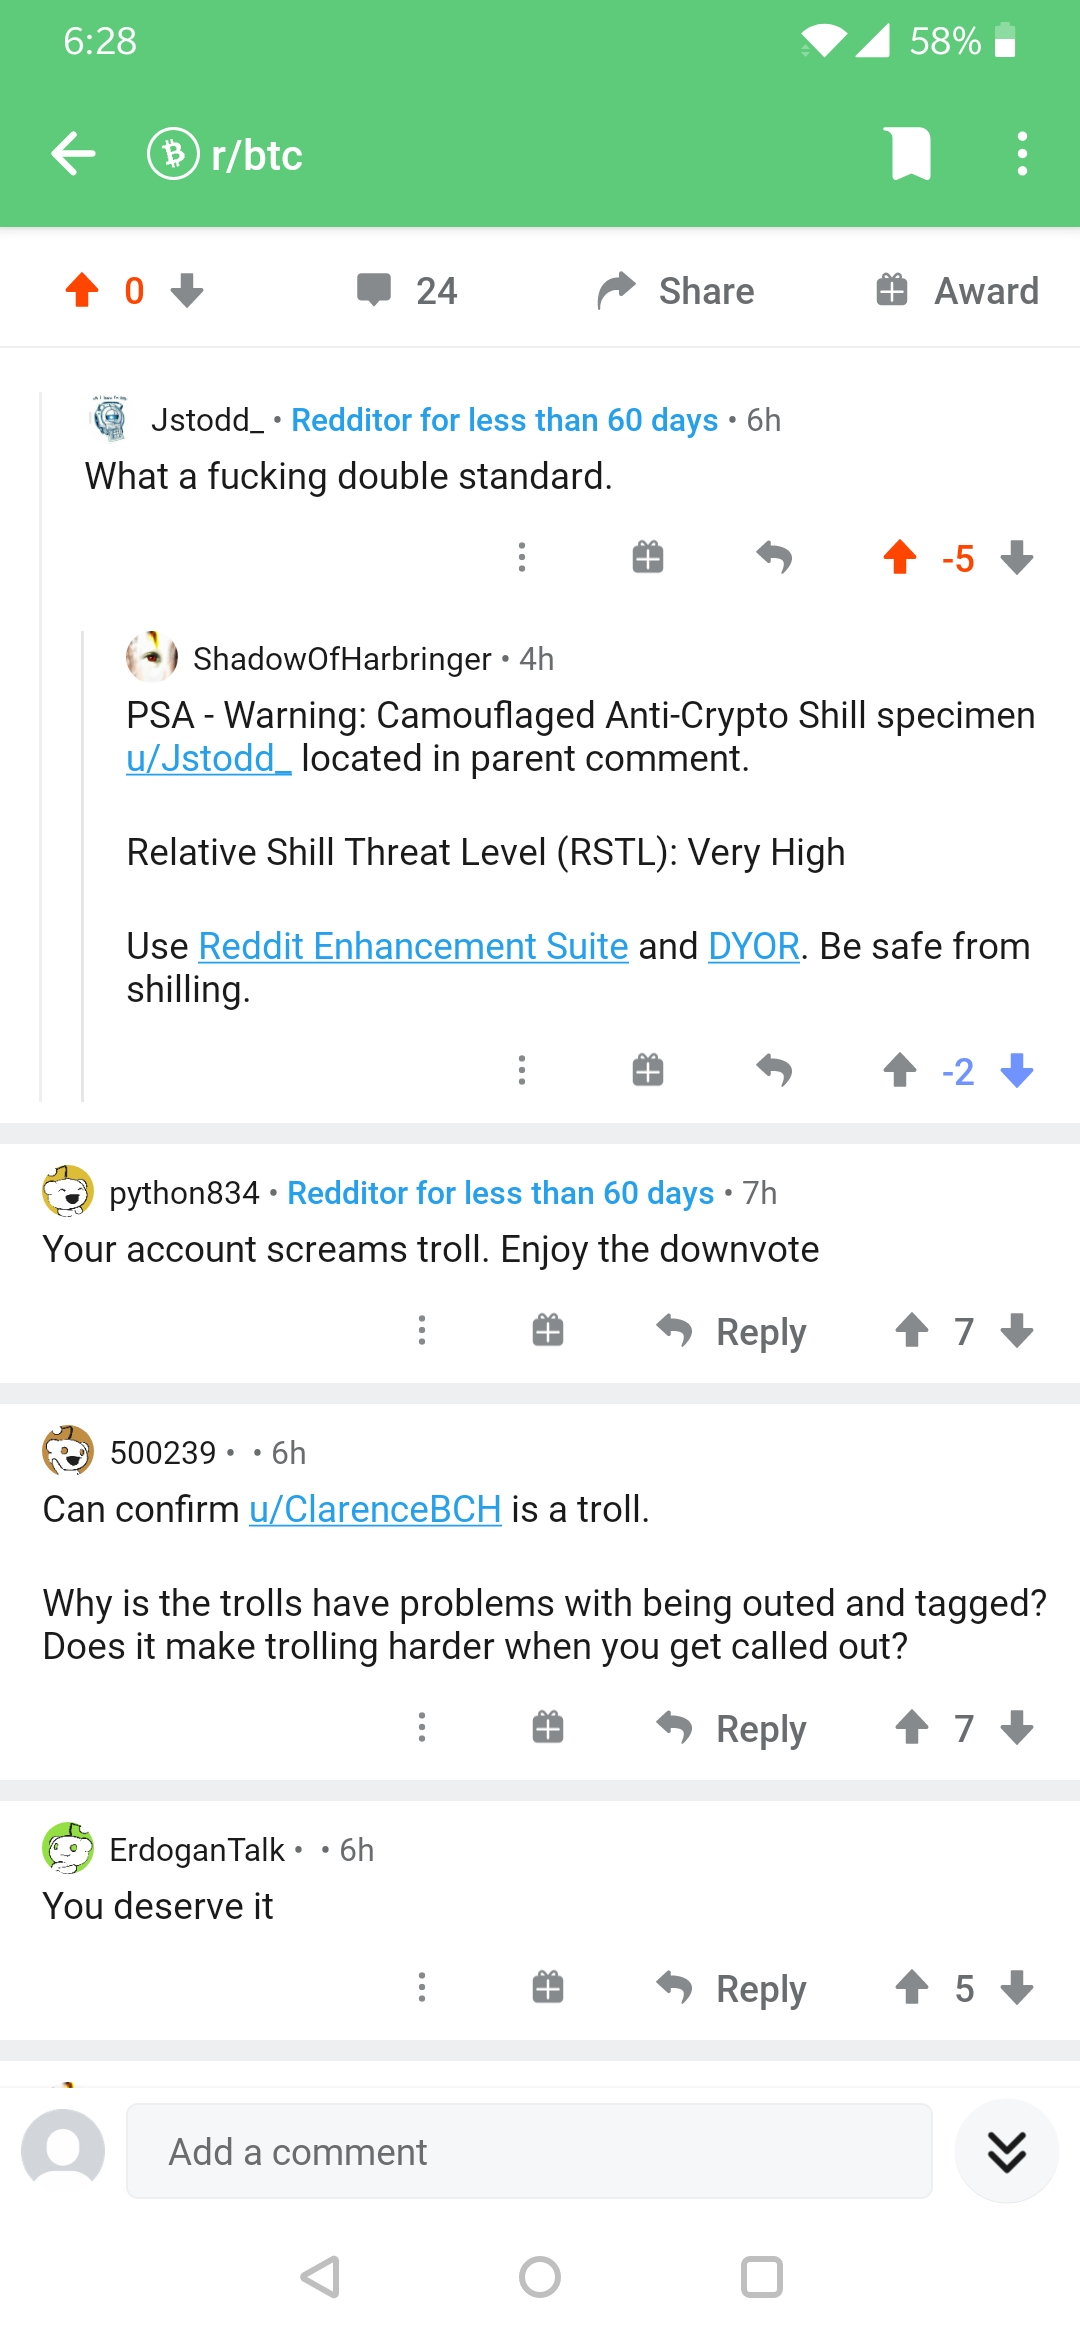 6:28
58%
r/btc
0
24
Share
Award
Jstodd_ • Redditor for less than 60 days • 6h
What a fucking double standard.
-5
ShadowOfHarbringer • 4h
PSA - Warning: Camouflaged Anti-Crypto Shill specimen
u/Jstodd_ located in parent comment.
Relative Shill Threat Level (RSTL): Very High
Use Reddit Enhancement Suite and DYOR. Be safe from
shilling.
-2
python834 • Redditor for less than 60 days • 7h
Your account screams troll. Enjoy the downvote
Reply
7
500239 • • 6h
Can confirm u/ClarenceBCH is a troll.
Why is the trolls have problems with being outed and tagged?
Does it make trolling harder when you get called out?
Reply
7
ErdoganTalk • • 6h
You deserve it
Reply
5
Add a comment